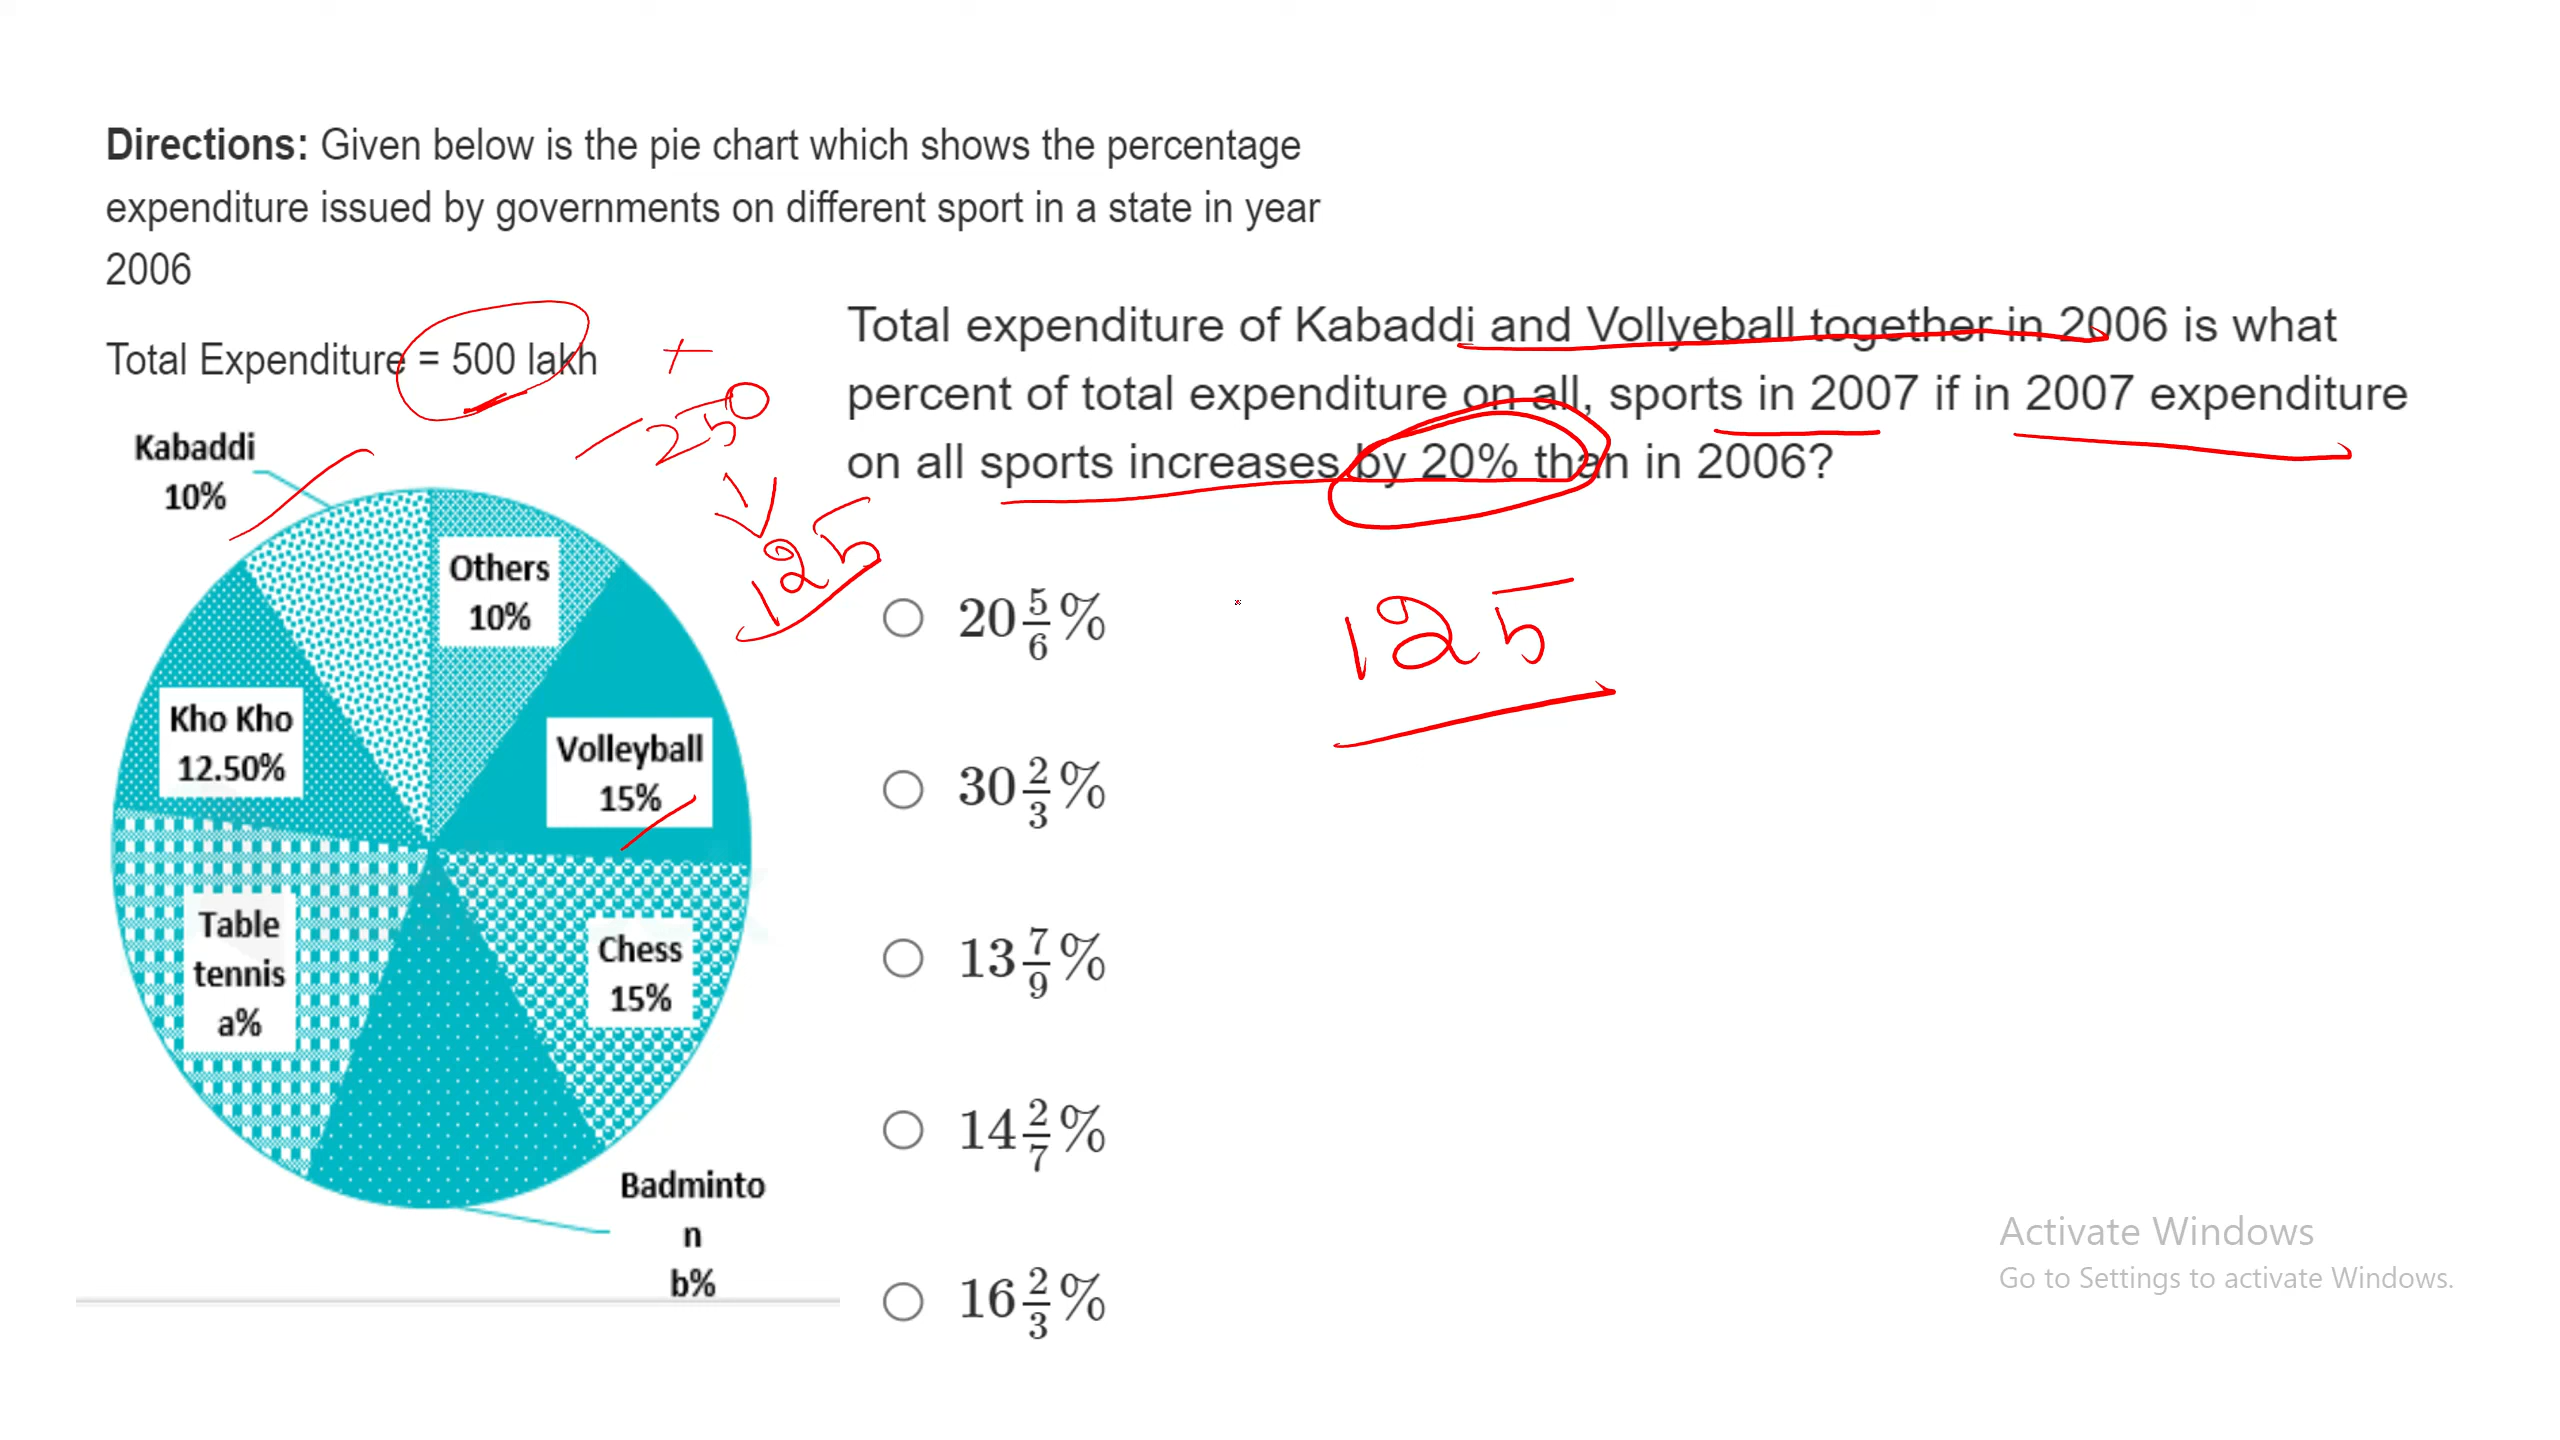 Directions: Given below is the pie chart which shows the percentage
expenditure issued by governments on different sport in a state in year
2006
Total Expenditure = 500 lakh
Total expenditure of Kabaddi and Vollyeball together in 2006 is what
percent of total expenditure on all, sports in 2007 if in 2007 expenditure
on all sports increases by 20% than in 2006?
+
250
125
Kabaddi
10%
Others
10%
Kho Kho
12.50%
Volleyball
15%
Table
tennis
a%
Chess
15%
Badminto
n
b%
20 5/6 %
30 2/3 %
13 7/9 %
14 2/7 %
16 2/3 %
125
Activate Windows
Go to Settings to activate Windows.